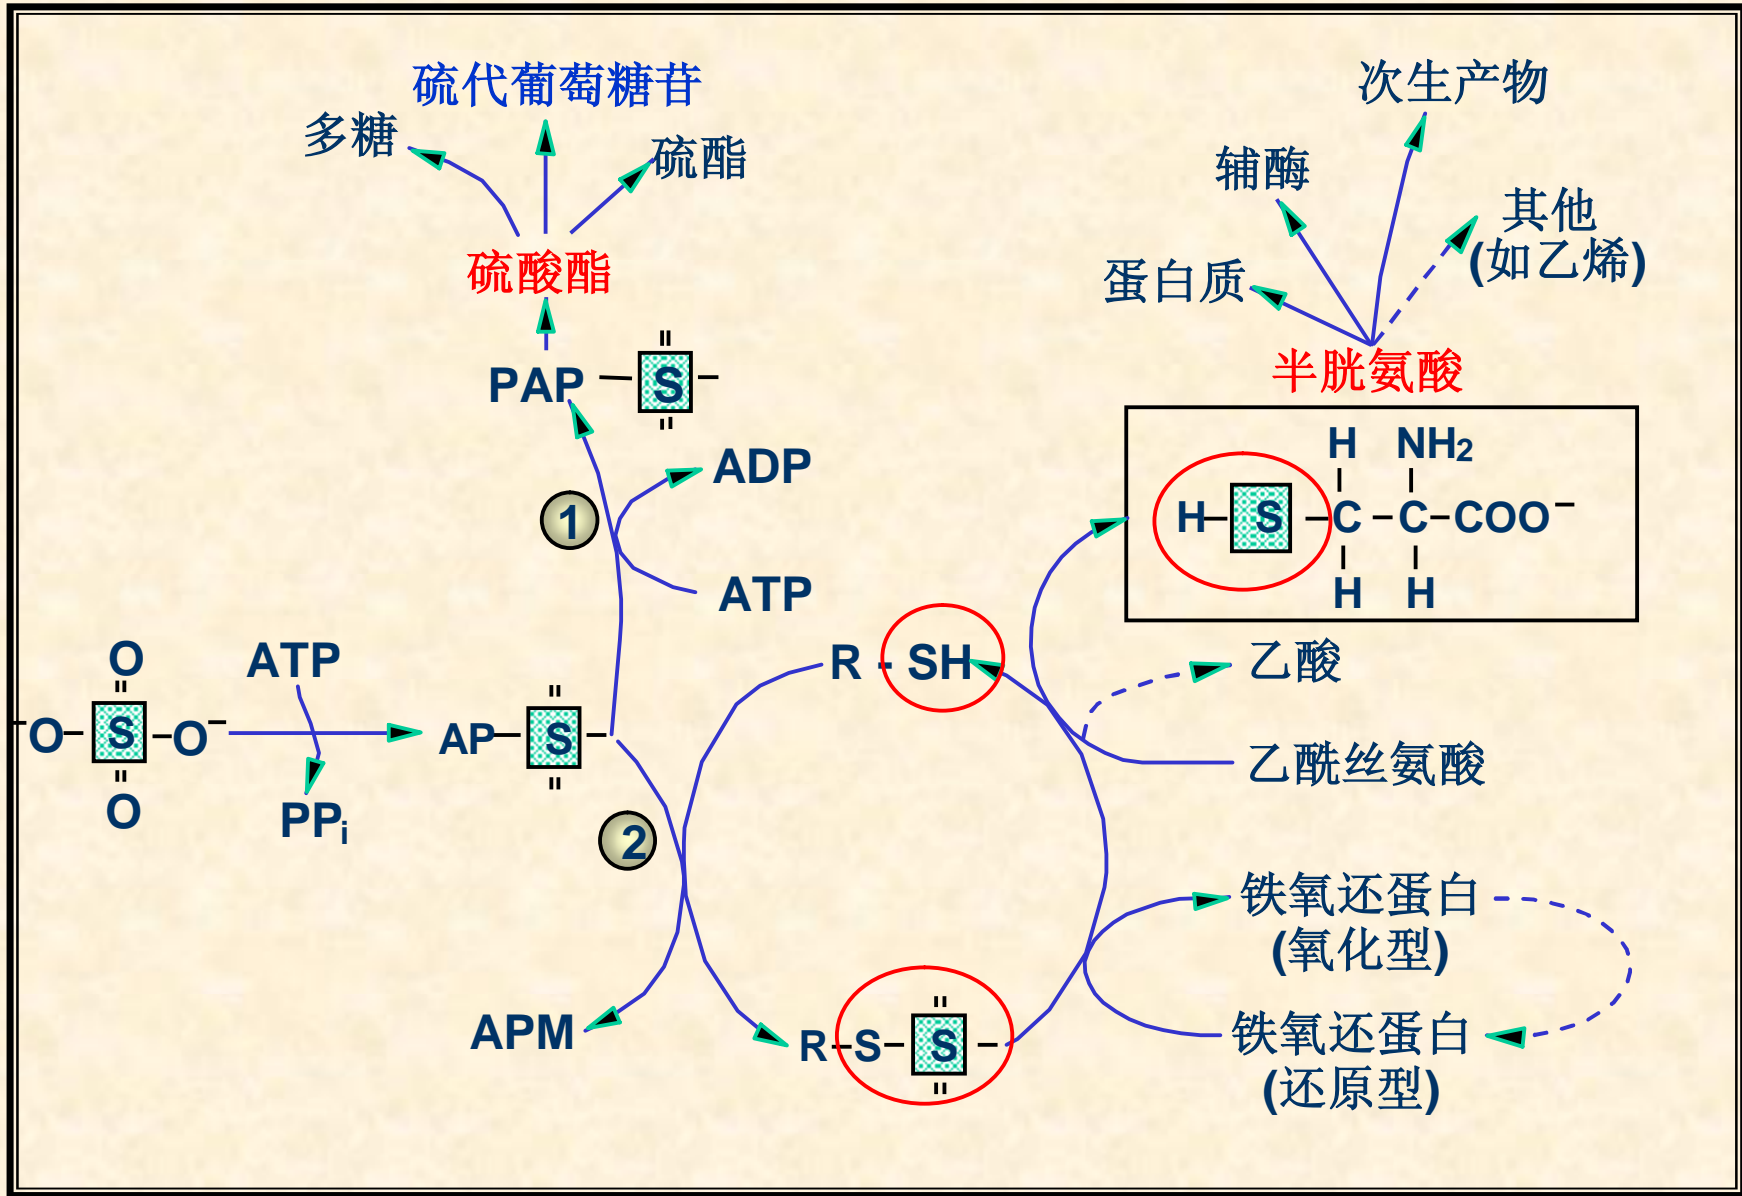 硫代葡萄糖苷
多糖
硫酯
硫酸酯
PAP — S —
ADP
1
ATP
次生产物
辅酶
其他
(如乙烯)
蛋白质
半胱氨酸
H NH2
H— S —C—C—COO⁻
H H
O
⁻O— S —O⁻
O
ATP
PPi
AP— S —
2
R - SH
乙酸
乙酰丝氨酸
APM
R—S— S —
铁氧还蛋白
(氧化型)
铁氧还蛋白
(还原型)